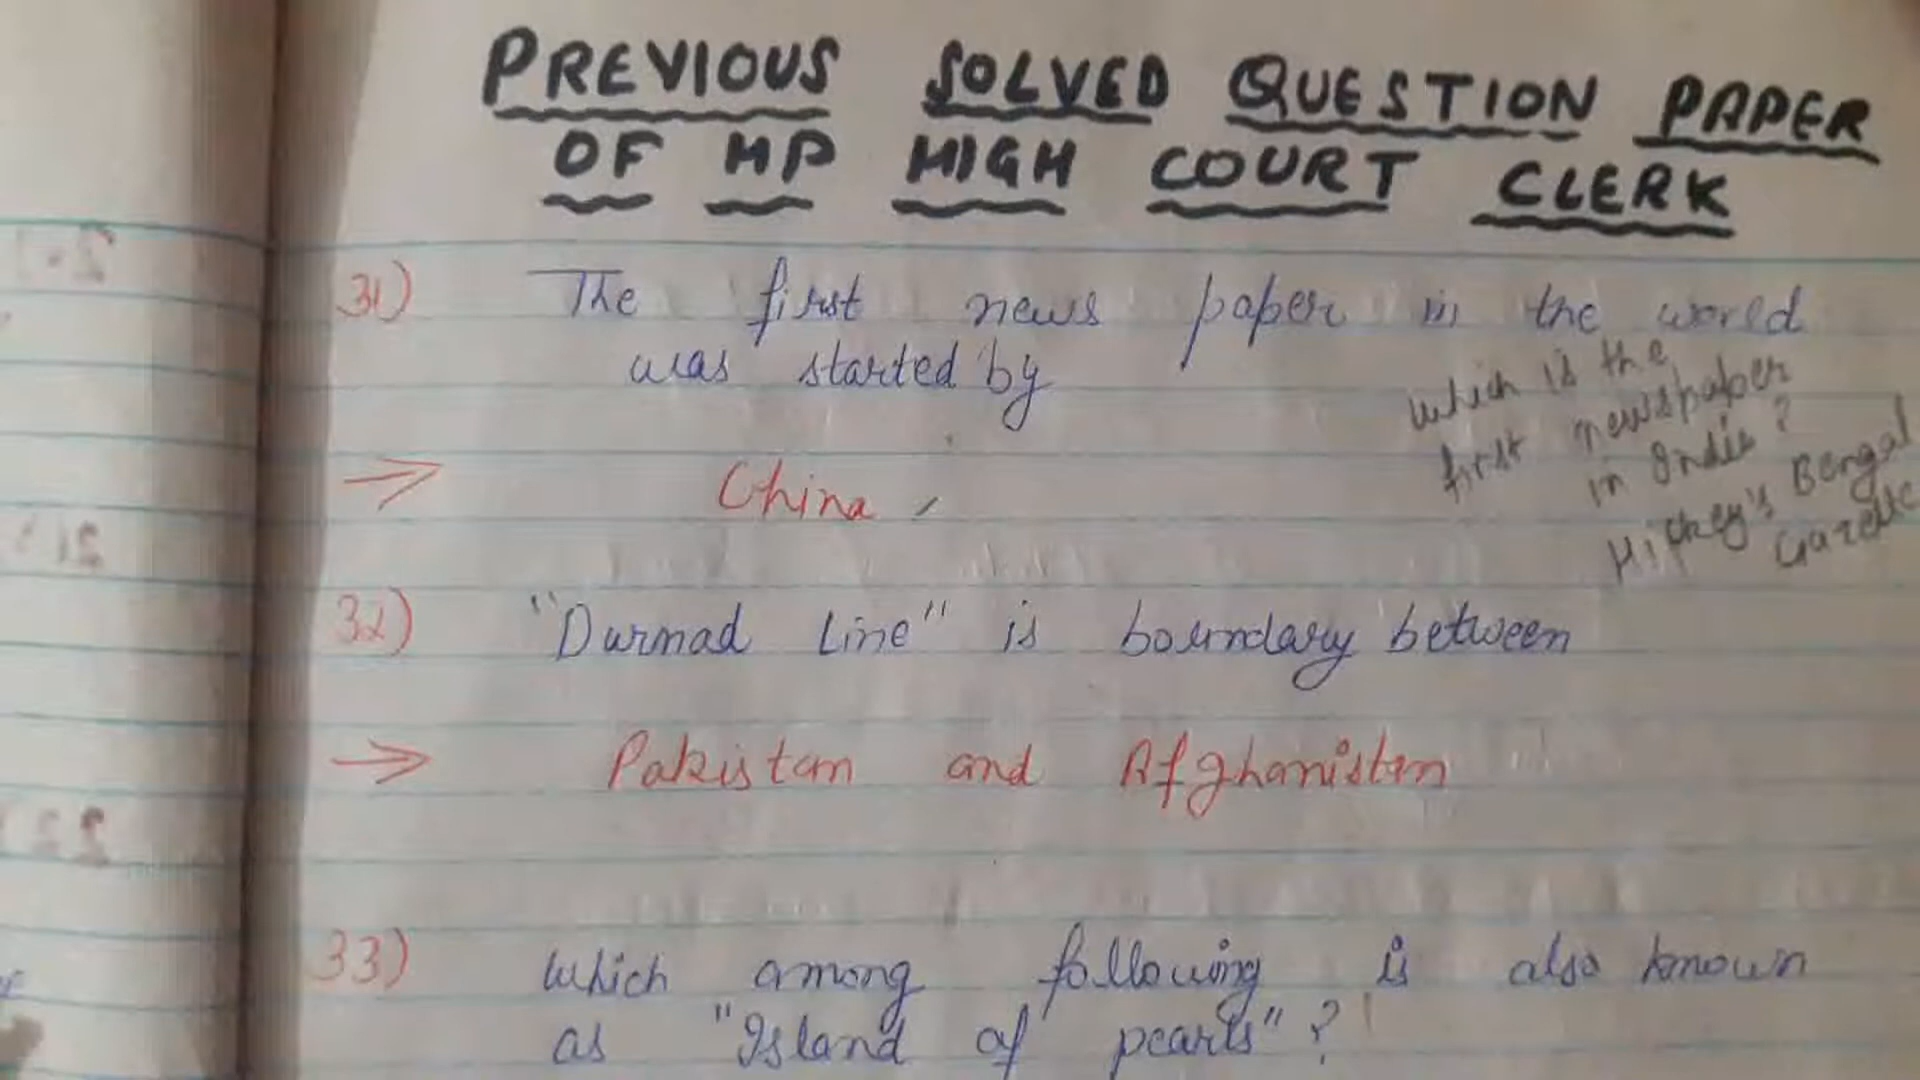 PREVIOUS SOLVED QUESTION PAPER
OF HP HIGH COURT CLERK
31) The first news paper in the world
was started by
which is the
first newspaper
in India?
Hickey's Bengal
Gazette
→ China
32) "Durnad Line" is boundary between
→ Pakistan and Afghanistan
33) Which among following is also known
as "Island of pearls"?